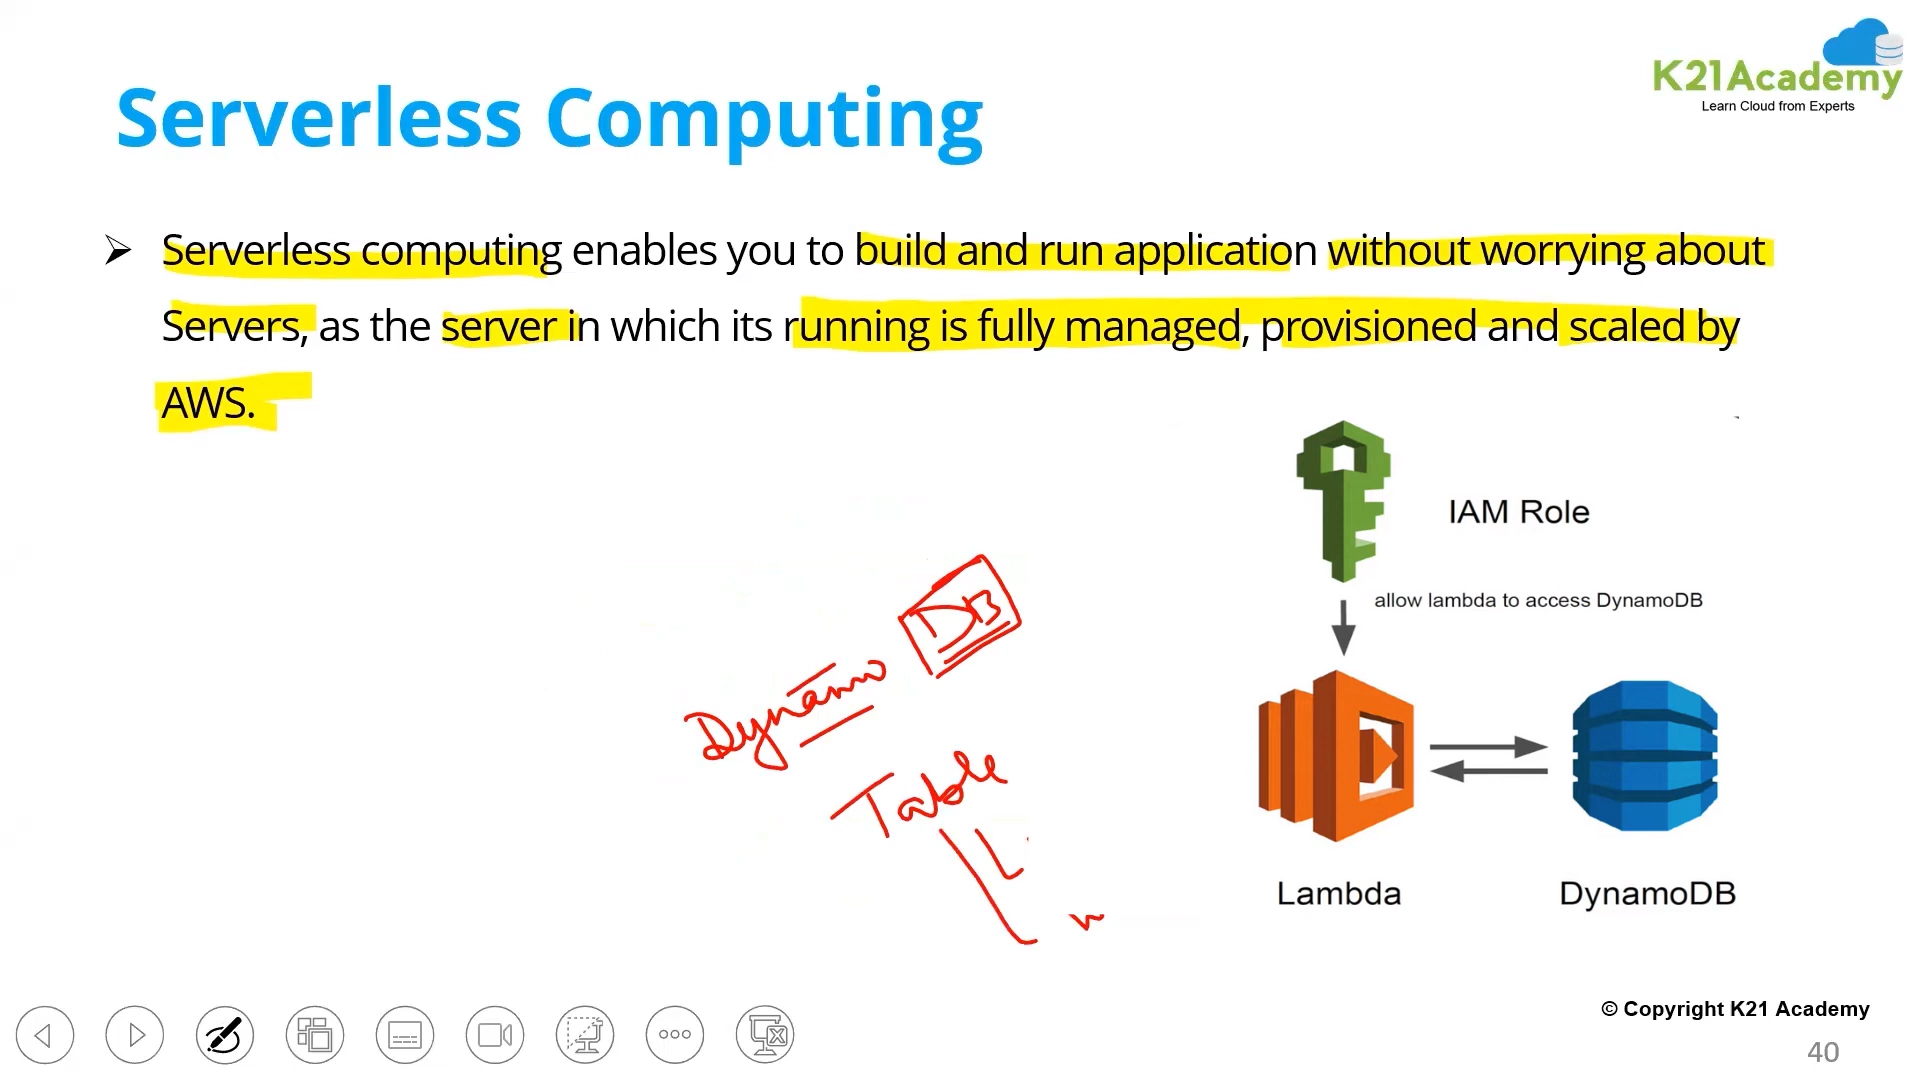 K21Academy
Learn Cloud from Experts
Serverless Computing
Serverless computing enables you to build and run application without worrying about
Servers, as the server in which its running is fully managed, provisioned and scaled by
AWS.
IAM Role
allow lambda to access DynamoDB
DB
Dynamo
Table
Lambda
DynamoDB
© Copyright K21 Academy
40